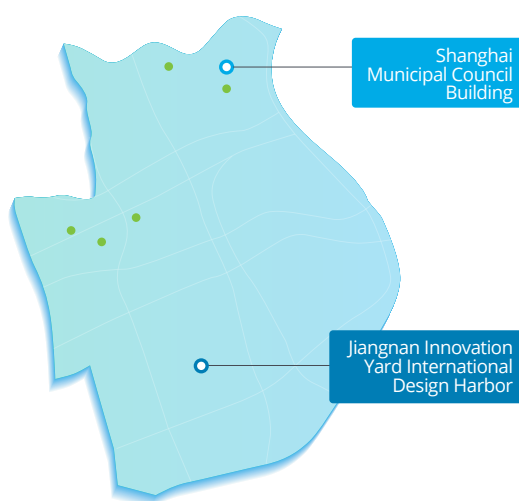 Shanghai
Municipal Council
Building
Jiangnan Innovation
Yard International
Design Harbor